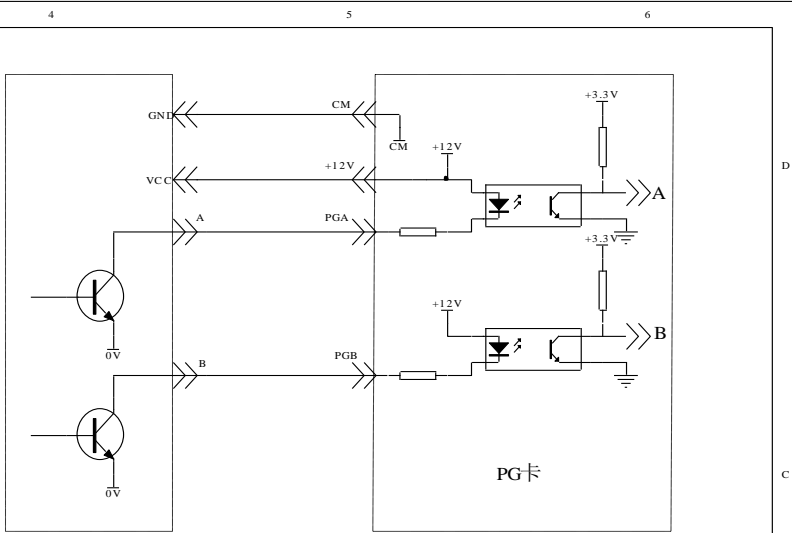 4 5 6
+3.3V
GND CM
CM +12V
D
VCC +12V
A
A PGA
+3.3V
+12V
B
0V
B PGB
PG卡
C
0V